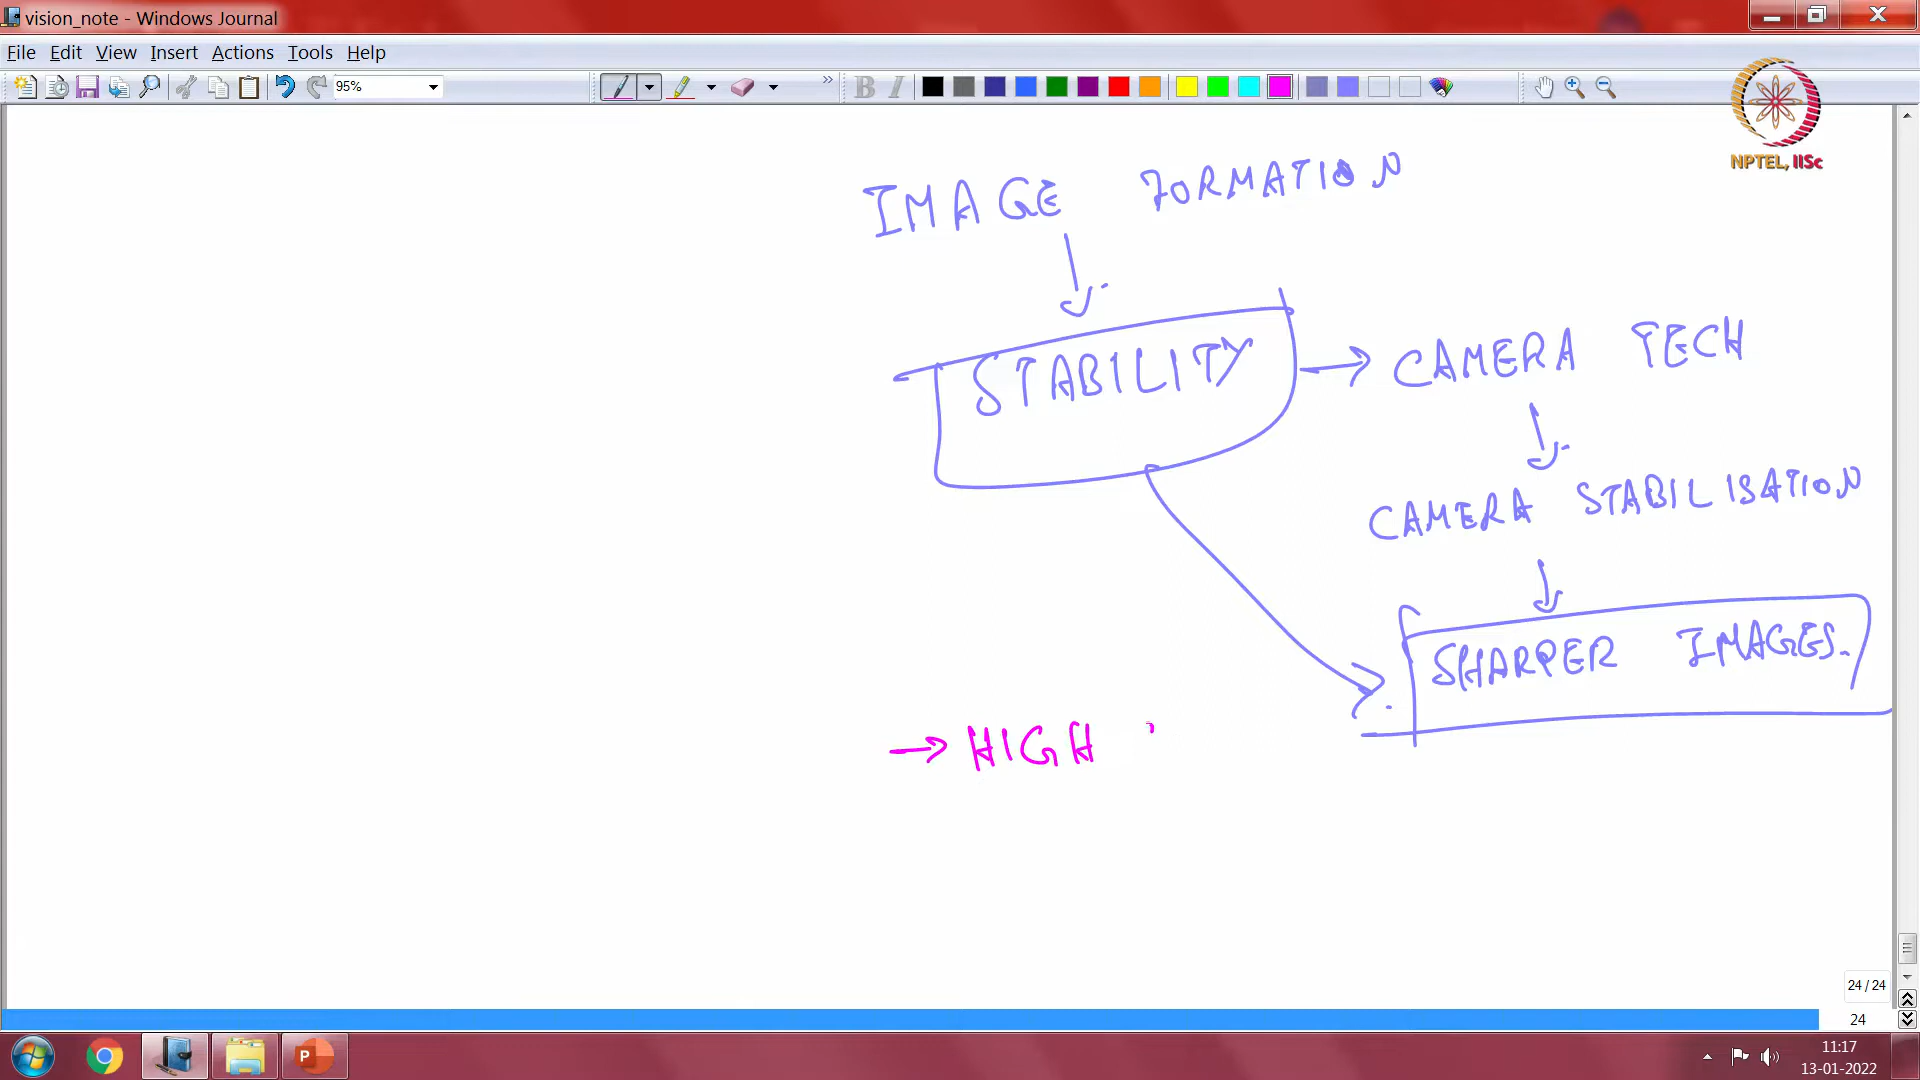 vision_note - Windows Journal
File Edit View Insert Actions Tools Help
95%
B I
NPTEL, IISc
IMAGE FORMATION
STABILITY → CAMERA TECH
CAMERA STABILISATION
SHARPER IMAGES.
→ HIGH
24 / 24
24
P
11:17
13-01-2022